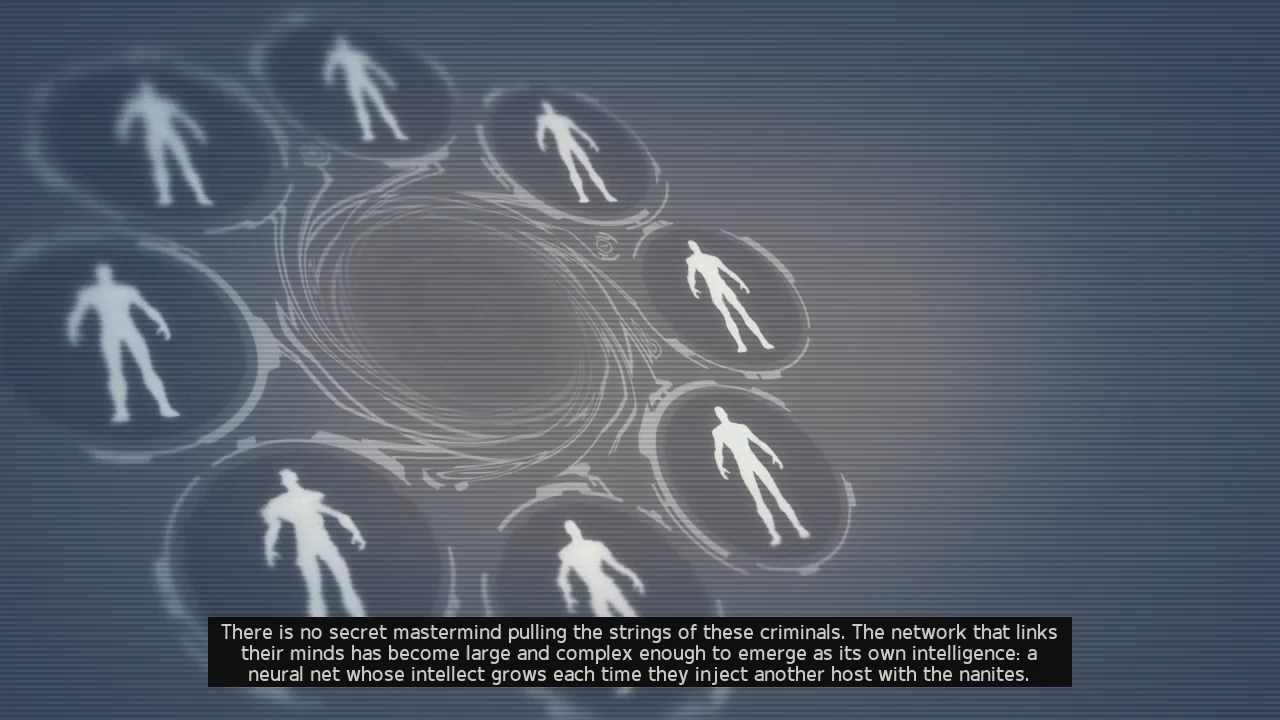 There is no secret mastermind pulling the strings of these criminals. The network that links
their minds has become large and complex enough to emerge as its own intelligence: a
neural net whose intellect grows each time they inject another host with the nanites.